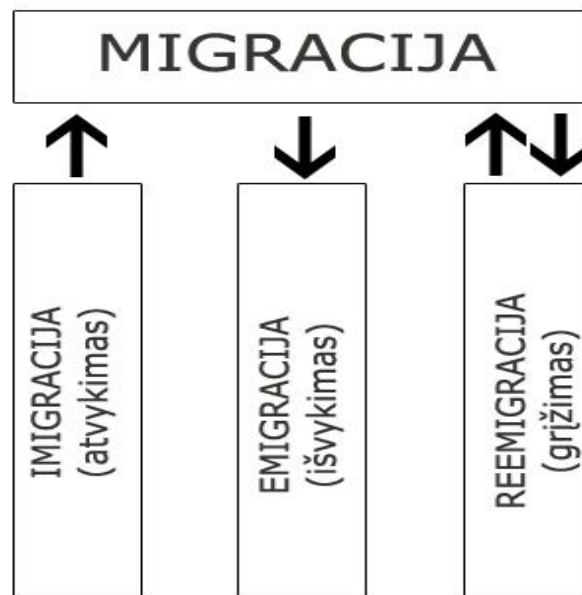 MIGRACIJA
IMIGRACIJA
(atvykimas)
EMIGRACIJA
(išvykimas)
REEMIGRACIJA
(grįžimas)